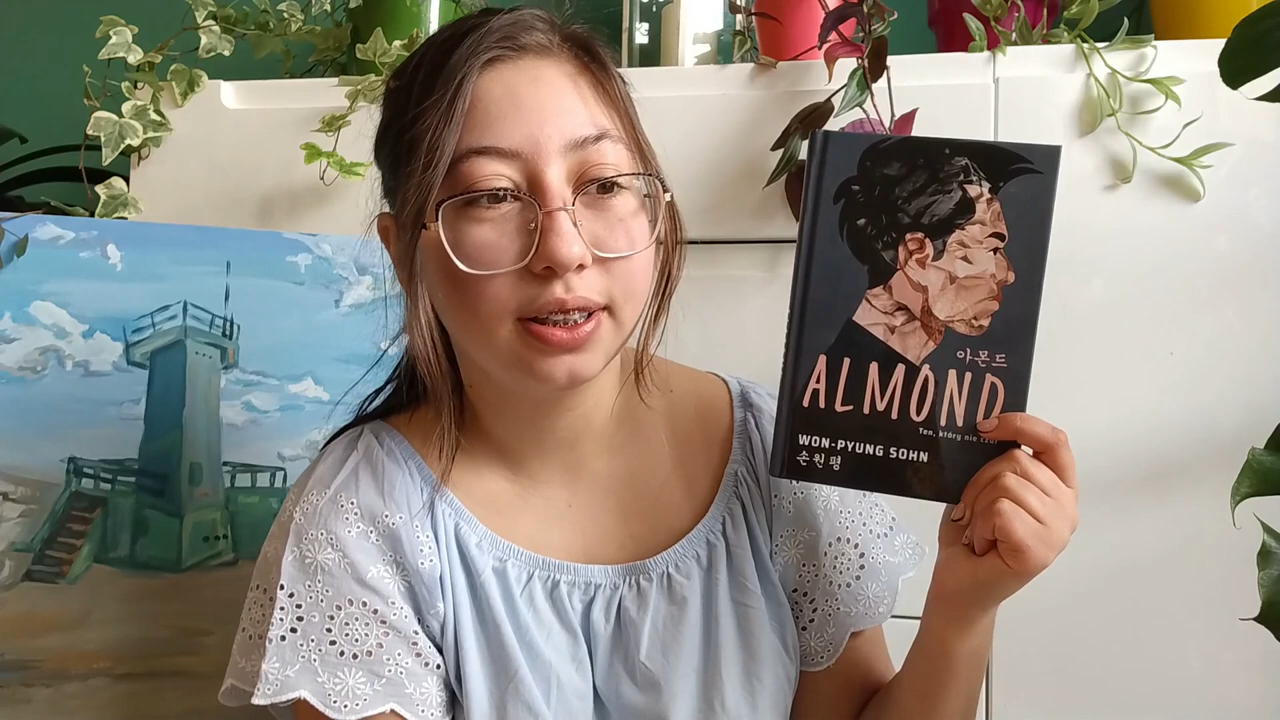 아몬드
ALMOND
Ten, który nie czuł
WON-PYUNG SOHN
손원평